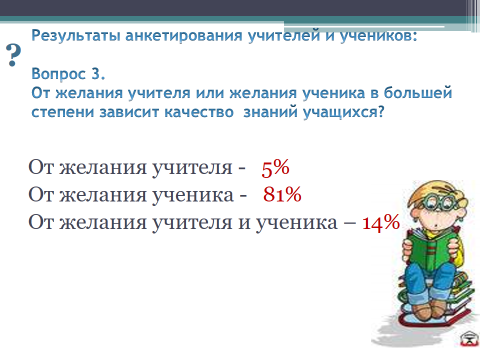 Результаты анкетирования учителей и учеников:
?
Вопрос 3.
От желания учителя или желания ученика в большей
степени зависит качество знаний учащихся?
От желания учителя - 5%
От желания ученика - 81%
От желания учителя и ученика – 14%